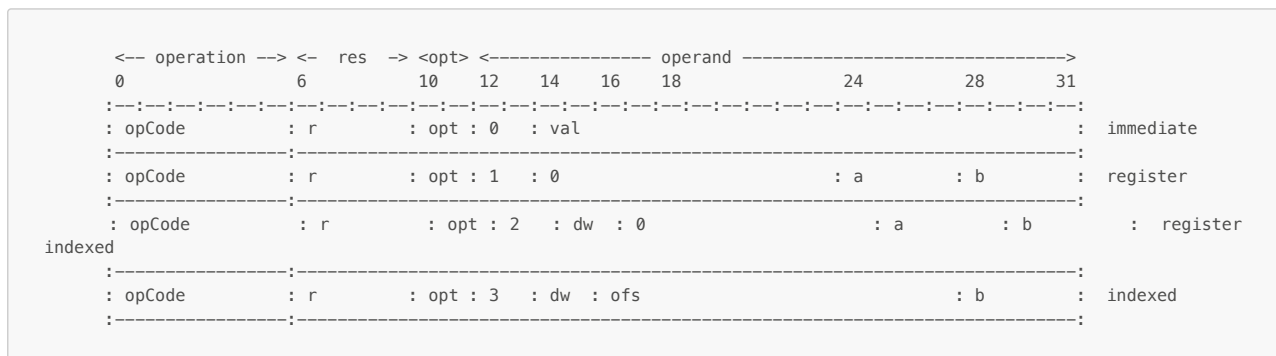 <-- operation --> <-  res  -> <opt> <---------------- operand -------------------------------->
0                       6               10    12     14     16     18                       24              28         31
:--:--:--:--:--:--:--:--:--:--:--:--:--:--:--:--:--:--:--:--:--:--:--:--:--:--:--:--:--:--:--:--:
: opCode          : r           : opt : 0   : val                                                 :  immediate
:-----------------:-----------------------------------------------------------------------------:
: opCode          : r           : opt : 1   : 0                           : a         : b         :  register
:-----------------:-----------------------------------------------------------------------------:
: opCode          : r           : opt : 2   : dw  : 0                       : a         : b         :  register
indexed
:-----------------:-----------------------------------------------------------------------------:
: opCode          : r           : opt : 3   : dw  : ofs                               : b         :  indexed
:-----------------:-----------------------------------------------------------------------------: